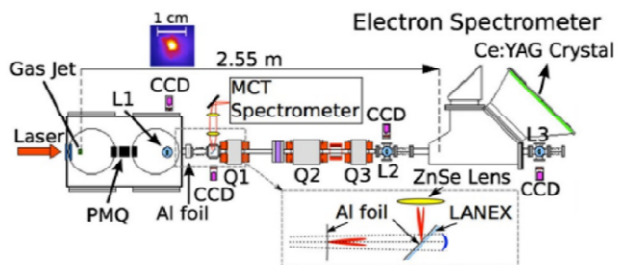 1 cm
Electron Spectrometer
Ce:YAG Crystal
2.55 m
Gas Jet
CCD
L1
MCT
Spectrometer
Laser
CCD
L3
CCD
Q1
Q2
Q3
L2
CCD
PMQ
Al foil
ZnSe Lens
Al foil
LANEX